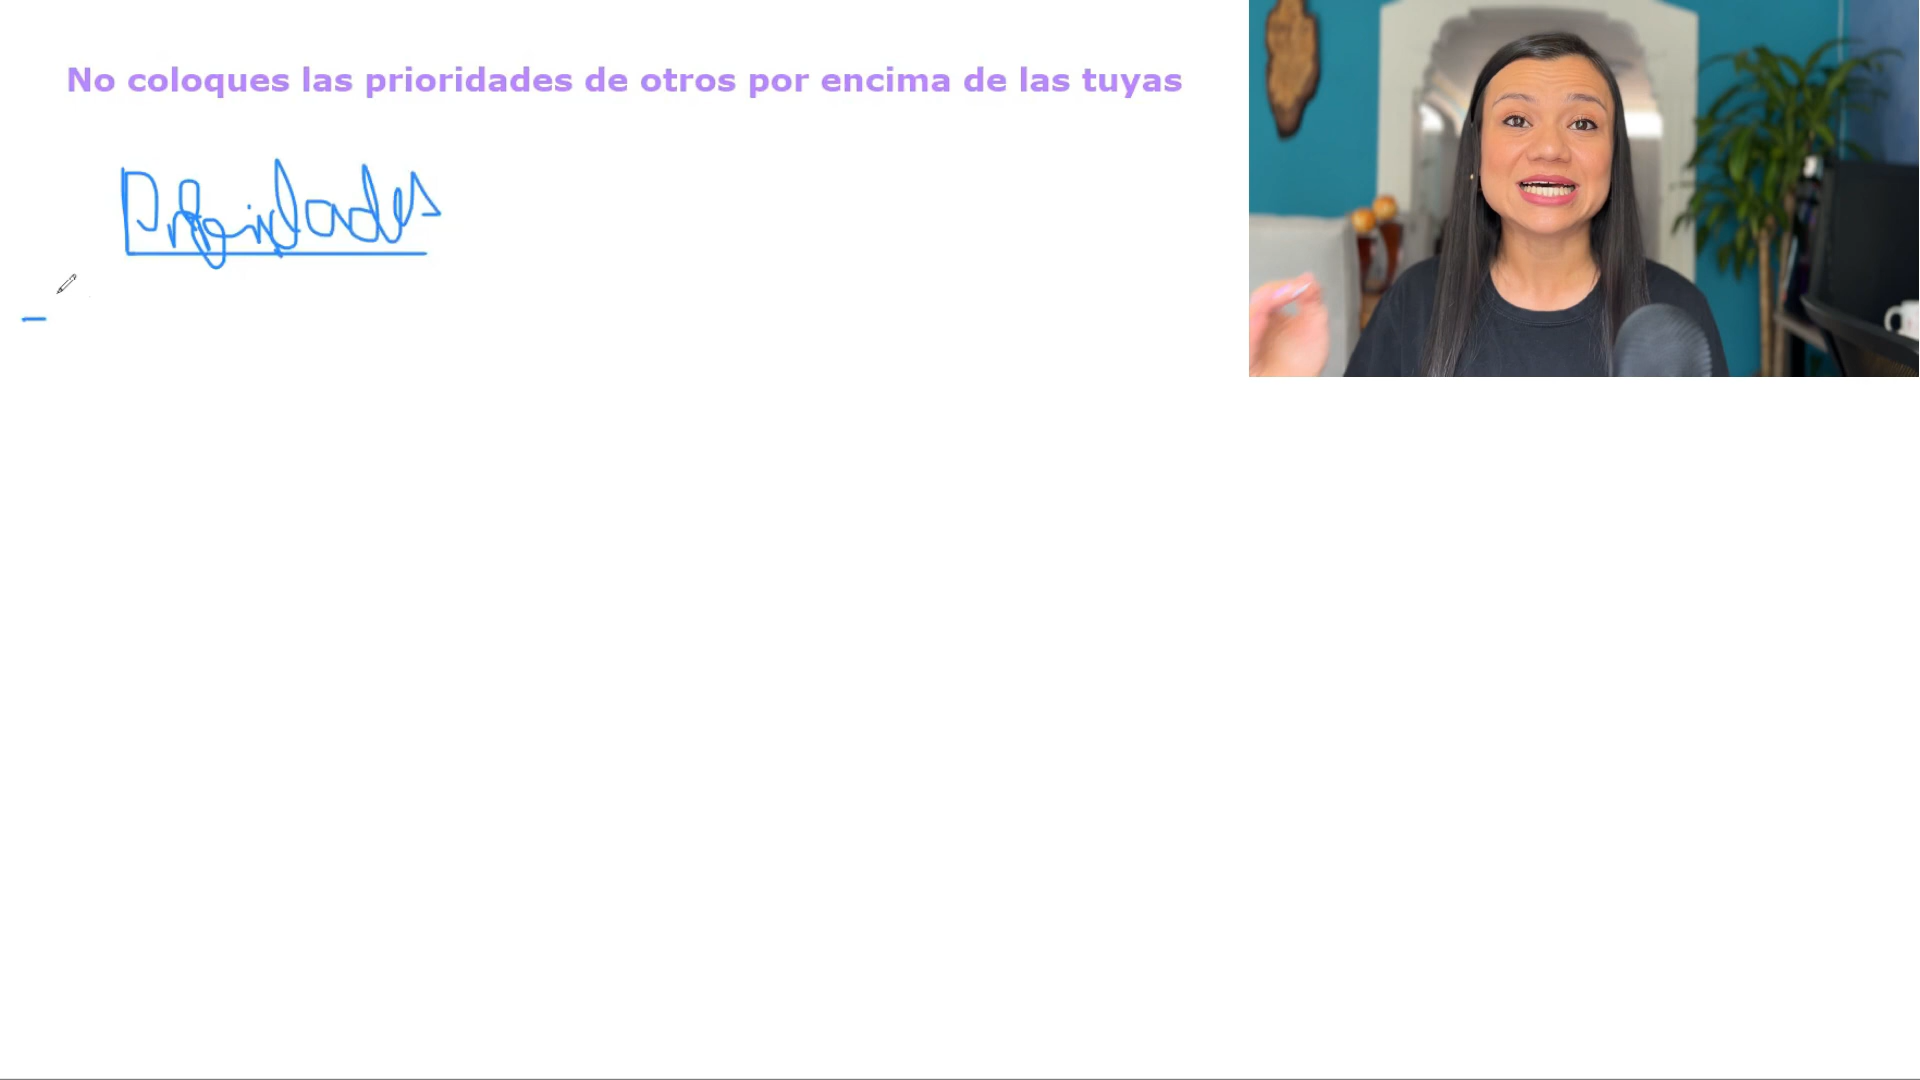 No coloques las prioridades de otros por encima de las tuyas
Prioridades
-